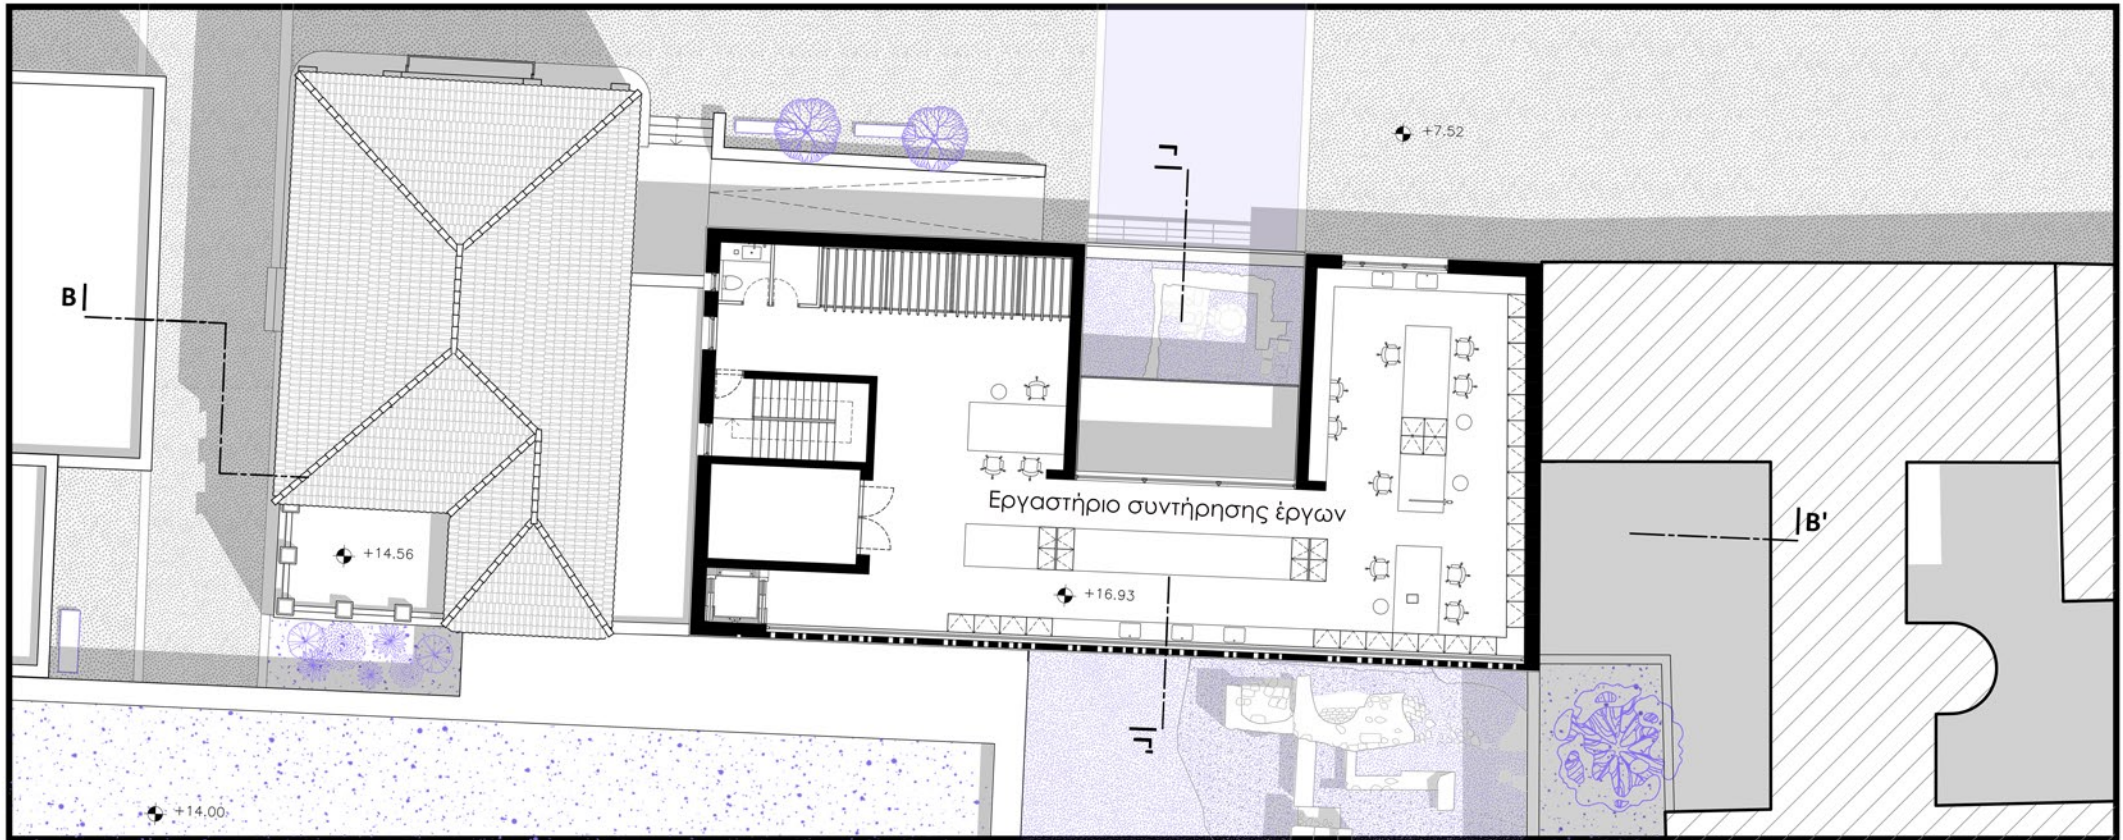 +7.52
Γ
B
Εργαστήριο συντήρησης έργων
B'
+14.56
+16.93
Γ'
+14.00